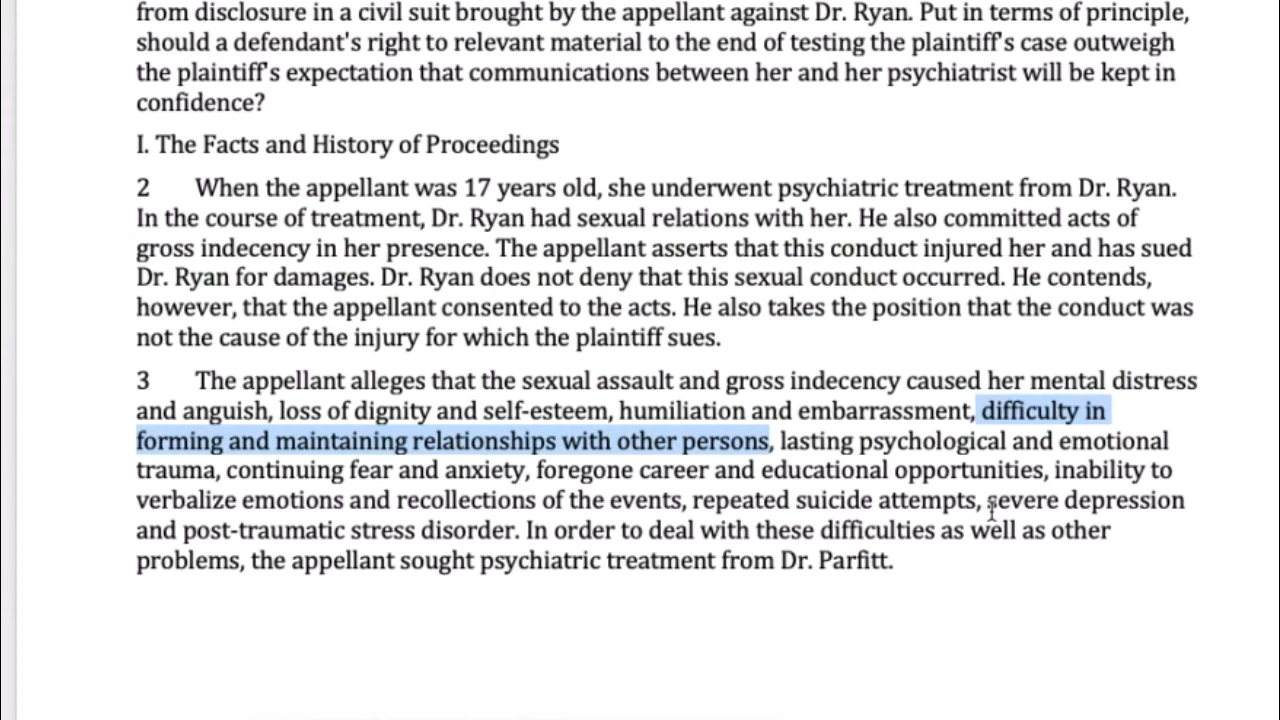 from disclosure in a civil suit brought by the appellant against Dr. Ryan. Put in terms of principle,
should a defendant's right to relevant material to the end of testing the plaintiff's case outweigh
the plaintiff's expectation that communications between her and her psychiatrist will be kept in
confidence?
I. The Facts and History of Proceedings
2 When the appellant was 17 years old, she underwent psychiatric treatment from Dr. Ryan.
In the course of treatment, Dr. Ryan had sexual relations with her. He also committed acts of
gross indecency in her presence. The appellant asserts that this conduct injured her and has sued
Dr. Ryan for damages. Dr. Ryan does not deny that this sexual conduct occurred. He contends,
however, that the appellant consented to the acts. He also takes the position that the conduct was
not the cause of the injury for which the plaintiff sues.
3 The appellant alleges that the sexual assault and gross indecency caused her mental distress
and anguish, loss of dignity and self-esteem, humiliation and embarrassment, difficulty in
forming and maintaining relationships with other persons, lasting psychological and emotional
trauma, continuing fear and anxiety, foregone career and educational opportunities, inability to
verbalize emotions and recollections of the events, repeated suicide attempts, severe depression
and post-traumatic stress disorder. In order to deal with these difficulties as well as other
problems, the appellant sought psychiatric treatment from Dr. Parfitt.